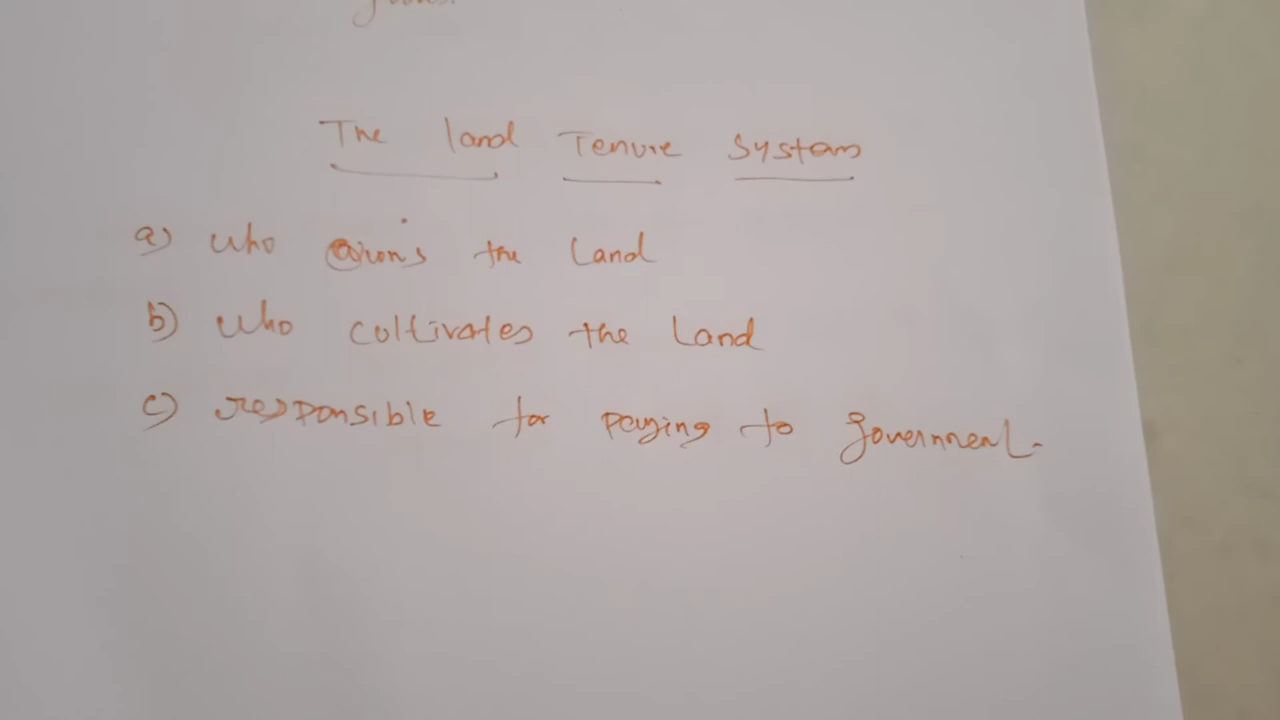 The land Tenure System
a) who owns the Land
b) who cultivates the Land
c) responsible for paying to government.